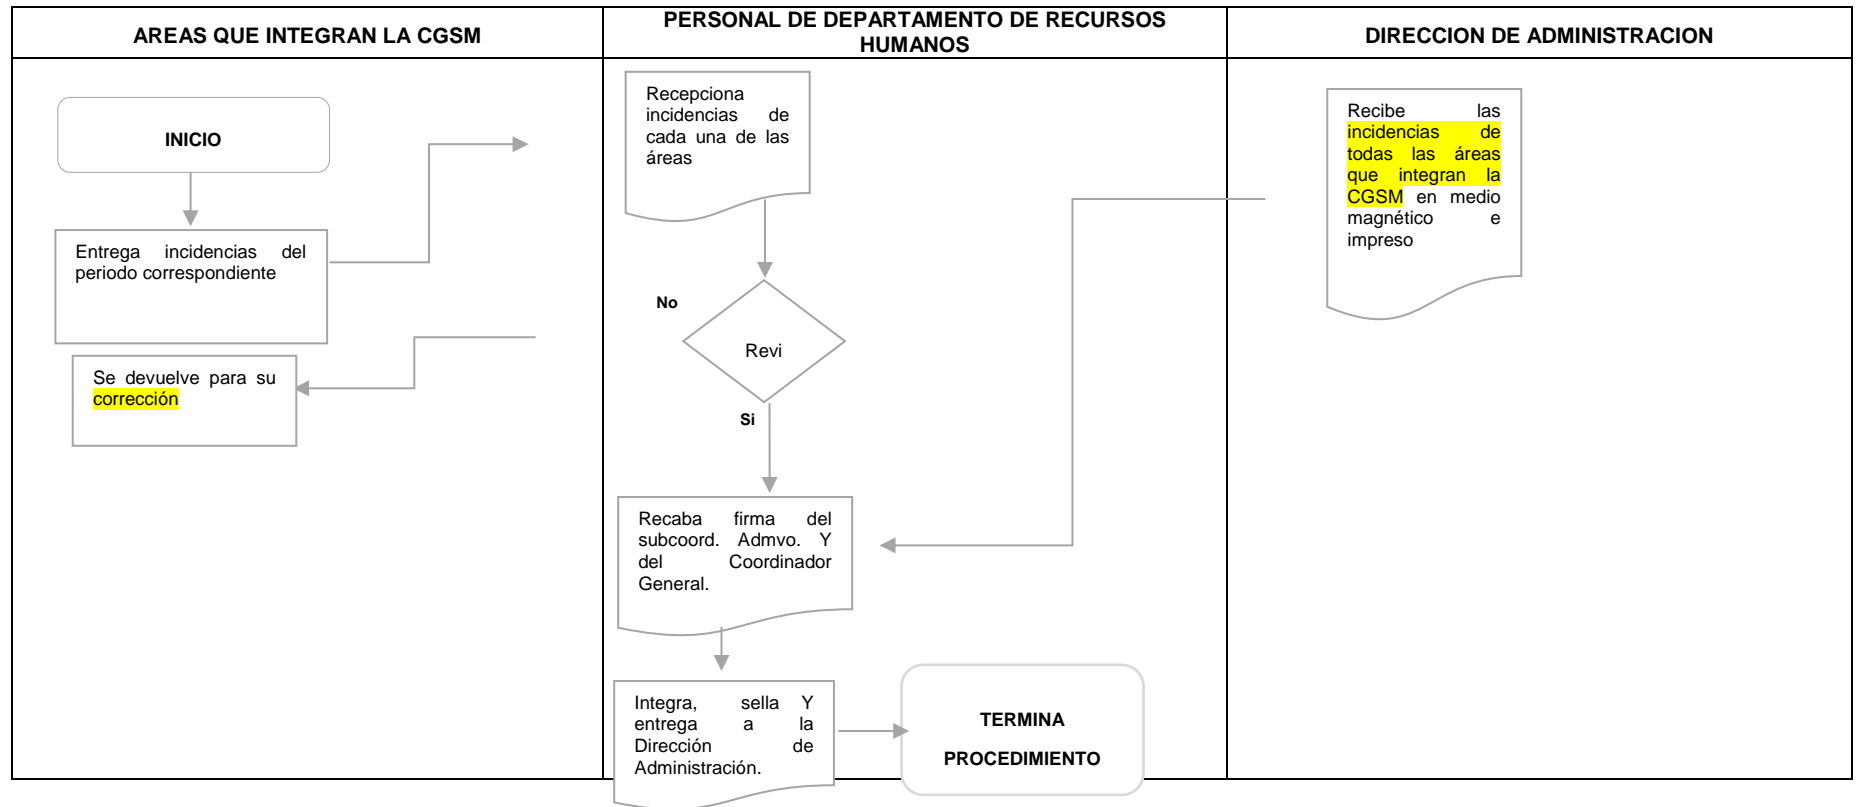 AREAS QUE INTEGRAN LA CGSM
PERSONAL DE DEPARTAMENTO DE RECURSOS
HUMANOS
DIRECCION DE ADMINISTRACION
INICIO
Entrega incidencias del
periodo correspondiente
Se devuelve para su
corrección
Recepciona
incidencias de
cada una de las
áreas
No
Revi
Si
Recaba firma del
subcoord. Admvo. Y
del Coordinador
General.
Integra, sella Y
entrega a la
Dirección de
Administración.
TERMINA
PROCEDIMIENTO
Recibe las
incidencias de
todas las áreas
que integran la
CGSM en medio
magnético e
impreso